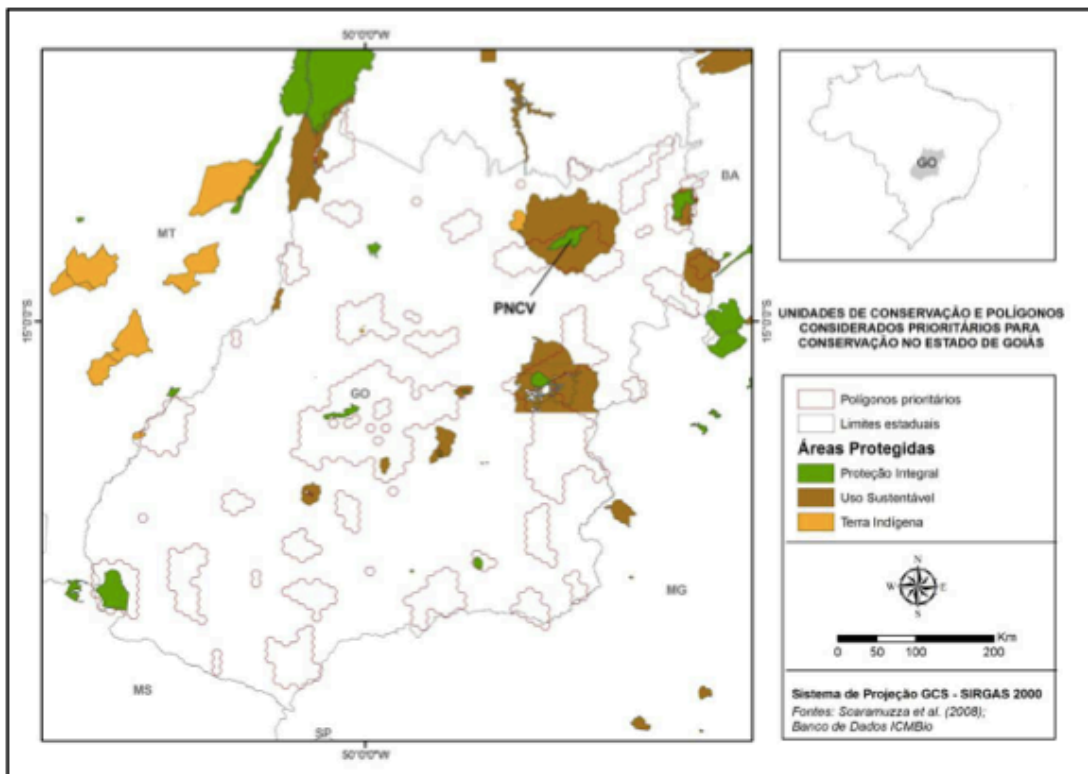 50°0'0"W
BA
MT
PNCV
15°0'0"S
15°0'0"S
GO
GO
MG
MS
SP
50°0'0"W
UNIDADES DE CONSERVAÇÃO E POLÍGONOS
CONSIDERADOS PRIORITÁRIOS PARA
CONSERVAÇÃO NO ESTADO DE GOIÁS
Polígonos prioritários
Limites estaduais
Áreas Protegidas
Proteção Integral
Uso Sustentável
Terra Indígena
N
W
E
S
Km
0 50 100 200
Sistema de Projeção GCS - SIRGAS 2000
Fontes: Scaramuzza et al. (2008);
Banco de Dados ICMBio